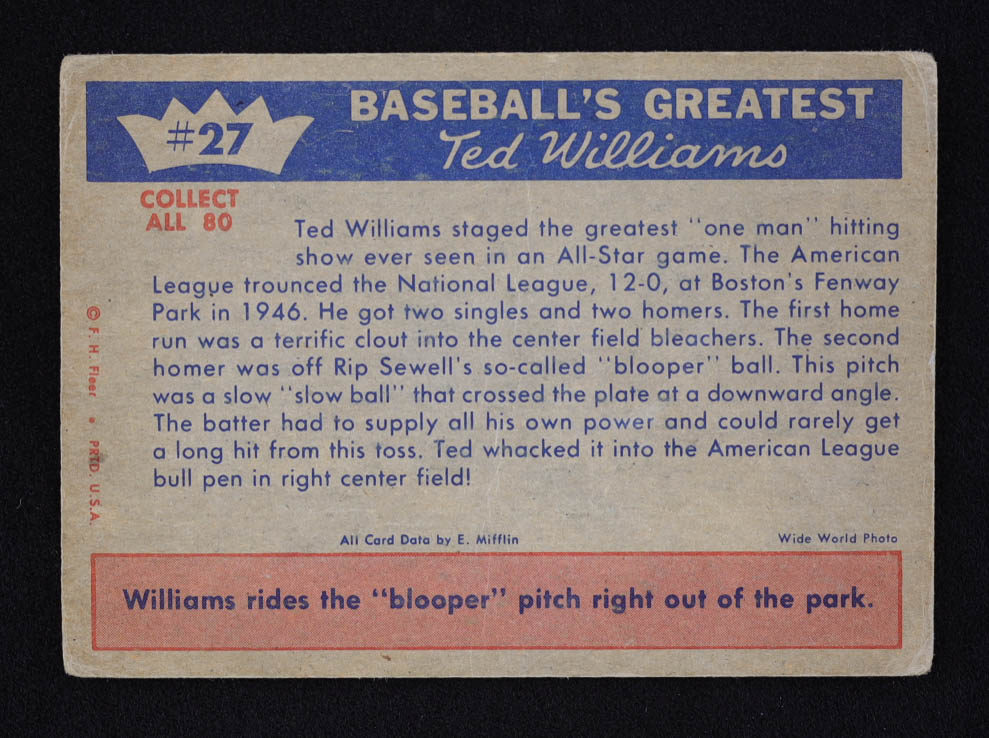 #27
BASEBALL'S GREATEST
Ted Williams
COLLECT
ALL 80
Ted Williams staged the greatest "one man" hitting
show ever seen in an All-Star game. The American
League trounced the National League, 12-0, at Boston's Fenway
Park in 1946. He got two singles and two homers. The first home
run was a terrific clout into the center field bleachers. The second
homer was off Rip Sewell's so-called "blooper" ball. This pitch
was a slow "slow ball" that crossed the plate at a downward angle.
The batter had to supply all his own power and could rarely get
a long hit from this toss. Ted whacked it into the American League
bull pen in right center field!
© F. H. Fleer • PRTD. U.S.A.
All Card Data by E. Mifflin
Wide World Photo
Williams rides the "blooper" pitch right out of the park.